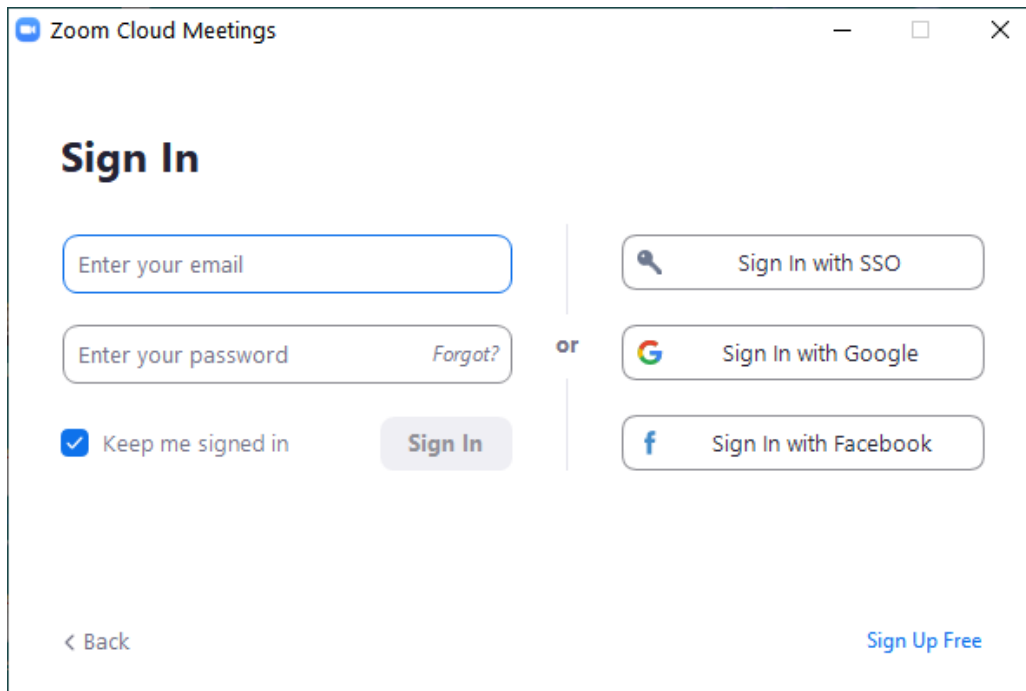 Zoom Cloud Meetings
Sign In
Enter your email
Enter your password Forgot?
Keep me signed in Sign In
or
Sign In with SSO
Sign In with Google
Sign In with Facebook
Back
Sign Up Free